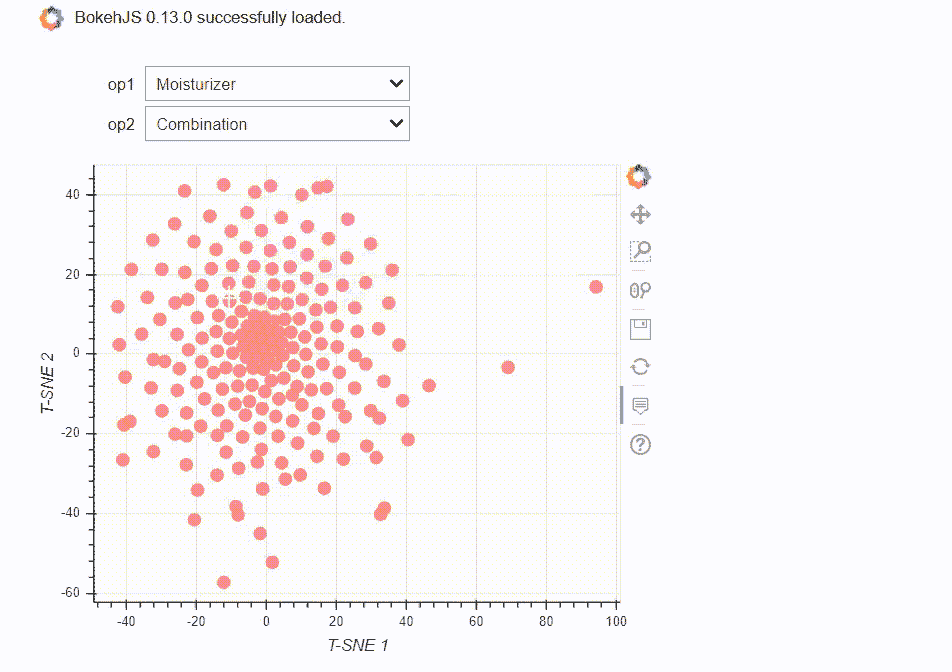 BokehJS 0.13.0 successfully loaded.
op1 Moisturizer
op2 Combination
40
20
0
-20
-40
-60
T-SNE 2
-40 -20 0 20 40 60 80 100
T-SNE 1